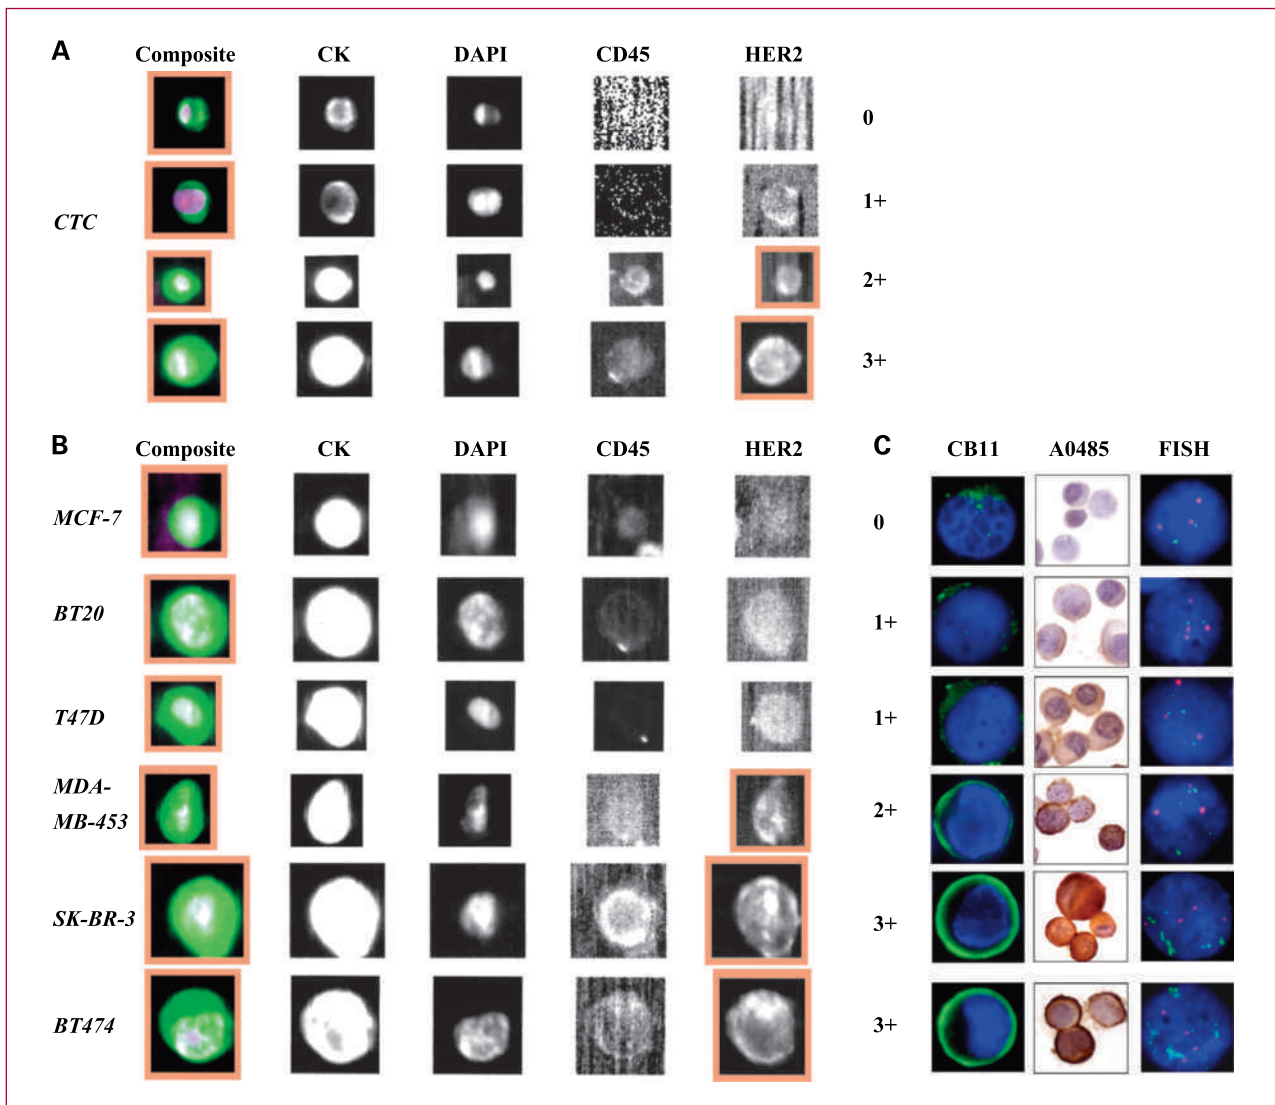 A Composite CK DAPI CD45 HER2
0
1+
CTC
2+
3+
B Composite CK DAPI CD45 HER2
C CB11 A0485 FISH
MCF-7
0
BT20
1+
T47D
1+
MDA-
MB-453
2+
SK-BR-3
3+
BT474
3+